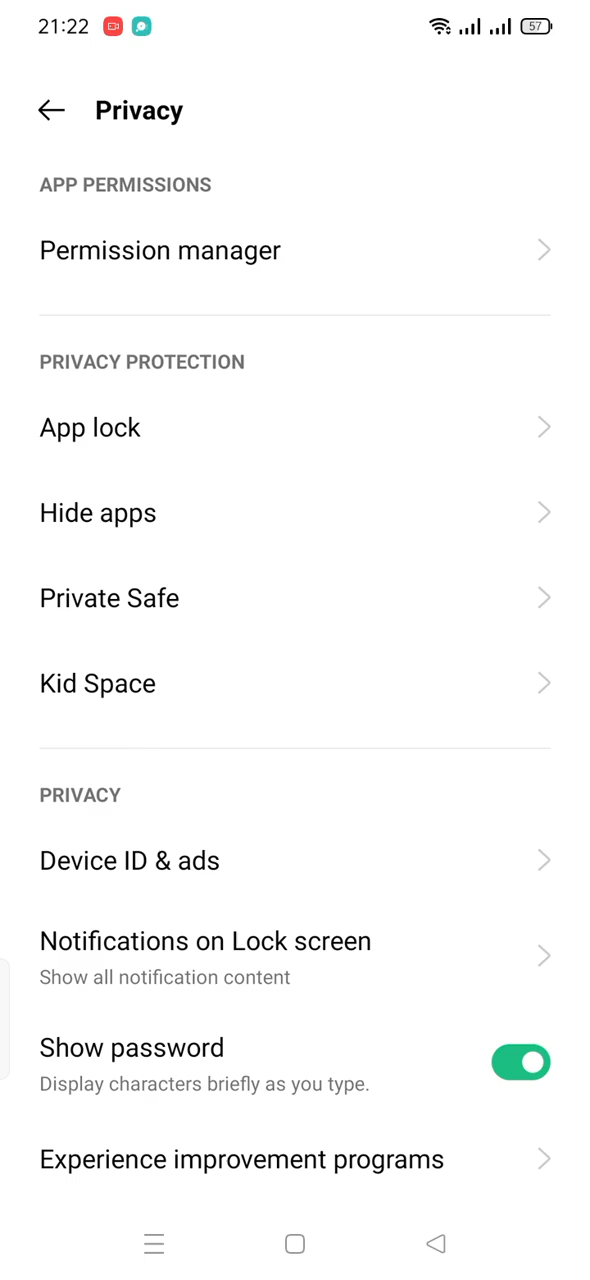 21:22
57
Privacy
APP PERMISSIONS
Permission manager
PRIVACY PROTECTION
App lock
Hide apps
Private Safe
Kid Space
PRIVACY
Device ID & ads
Notifications on Lock screen
Show all notification content
Show password
Display characters briefly as you type.
Experience improvement programs